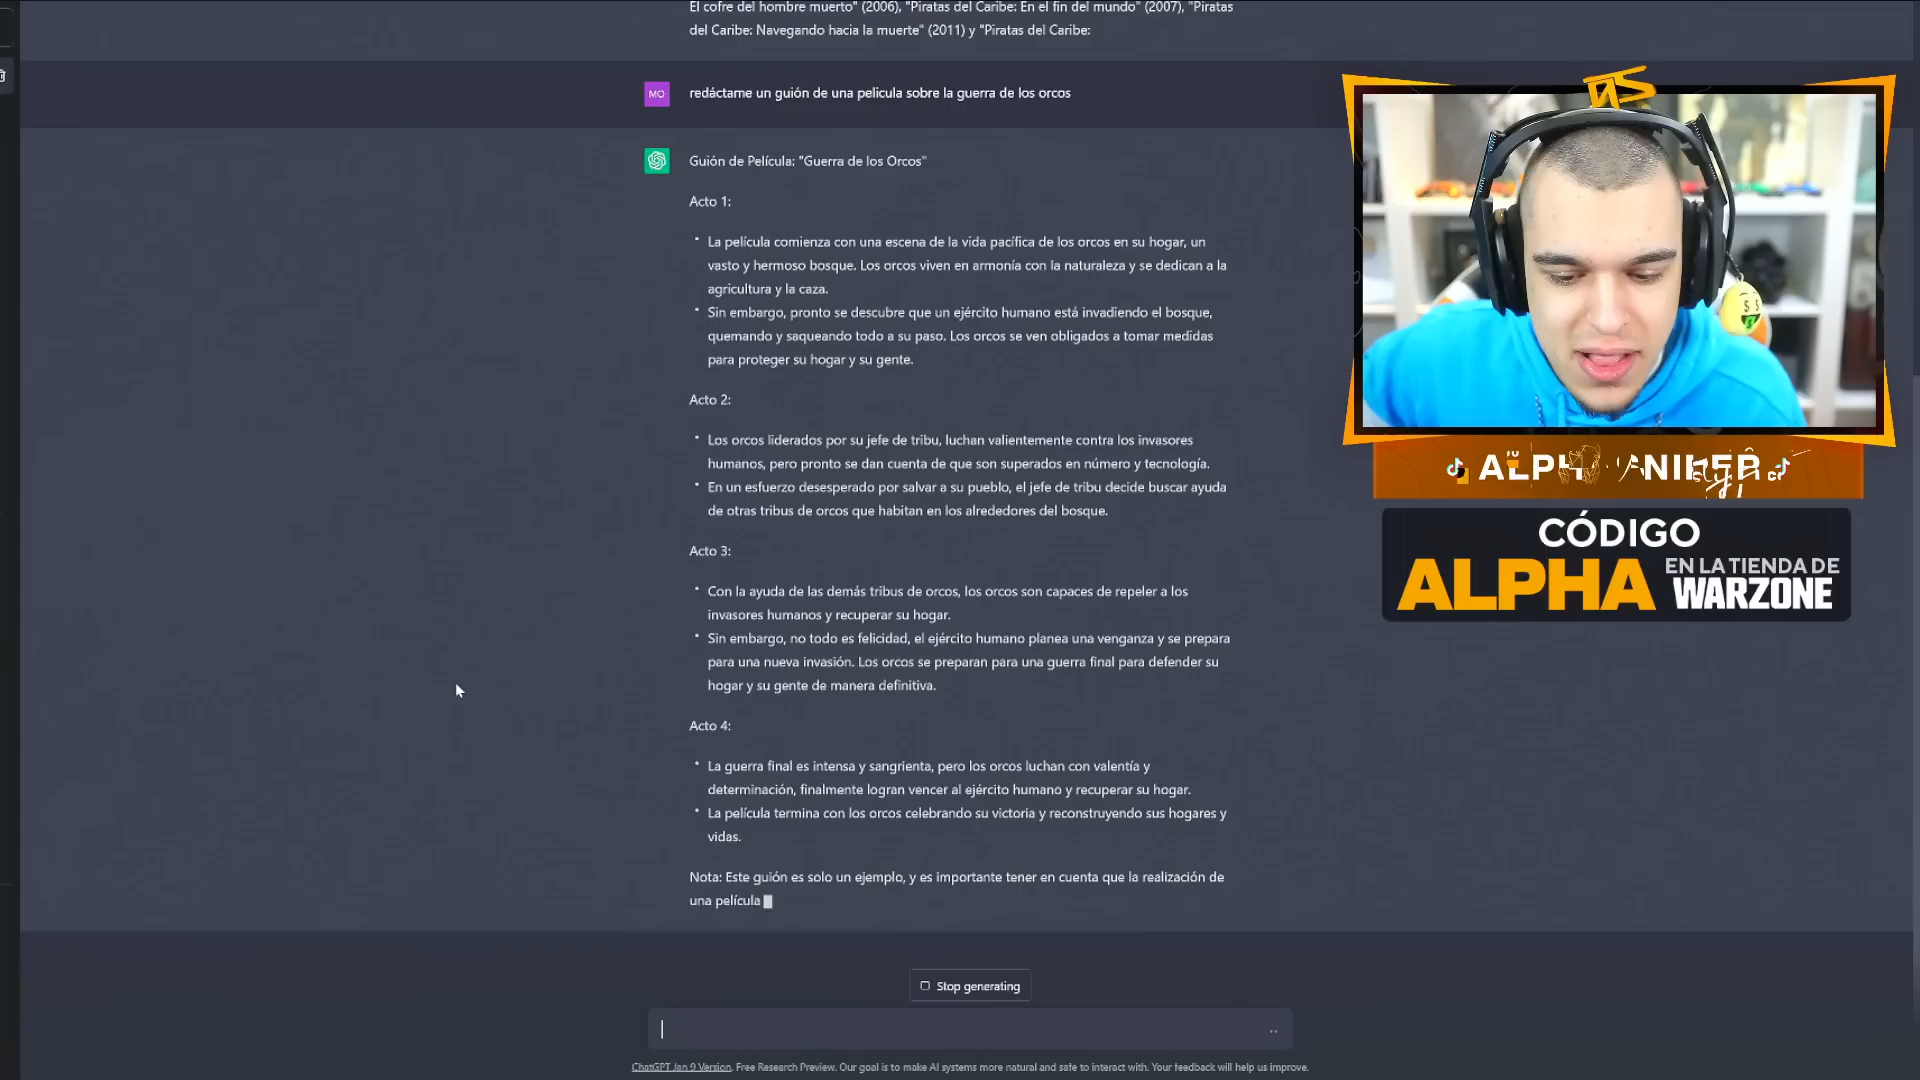 El cofre del hombre muerto" (2006), "Piratas del Caribe: En el fin del mundo" (2007), "Piratas
del Caribe: Navegando hacia la muerte" (2011) y "Piratas del Caribe:
MO
redáctame un guión de una pelicula sobre la guerra de los orcos
Guión de Película: "Guerra de los Orcos"
Acto 1:
• La película comienza con una escena de la vida pacífica de los orcos en su hogar, un
vasto y hermoso bosque. Los orcos viven en armonía con la naturaleza y se dedican a la
agricultura y la caza.
• Sin embargo, pronto se descubre que un ejército humano está invadiendo el bosque,
quemando y saqueando todo a su paso. Los orcos se ven obligados a tomar medidas
para proteger su hogar y su gente.
Acto 2:
• Los orcos liderados por su jefe de tribu, luchan valientemente contra los invasores
humanos, pero pronto se dan cuenta de que son superados en número y tecnología.
• En un esfuerzo desesperado por salvar a su pueblo, el jefe de tribu decide buscar ayuda
de otras tribus de orcos que habitan en los alrededores del bosque.
Acto 3:
• Con la ayuda de las demás tribus de orcos, los orcos son capaces de repeler a los
invasores humanos y recuperar su hogar.
• Sin embargo, no todo es felicidad, el ejército humano planea una venganza y se prepara
para una nueva invasión. Los orcos se preparan para una guerra final para defender su
hogar y su gente de manera definitiva.
Acto 4:
• La guerra final es intensa y sangrienta, pero los orcos luchan con valentía y
determinación, finalmente logran vencer al ejército humano y recuperar su hogar.
• La película termina con los orcos celebrando su victoria y reconstruyendo sus hogares y
vidas.
Nota: Este guión es solo un ejemplo, y es importante tener en cuenta que la realización de
una película
Stop generating
ChatGPT Jan 9 Version. Free Research Preview. Our goal is to make AI systems more natural and safe to interact with. Your feedback will help us improve.
CÓDIGO
ALPHA EN LA TIENDA DE
WARZONE